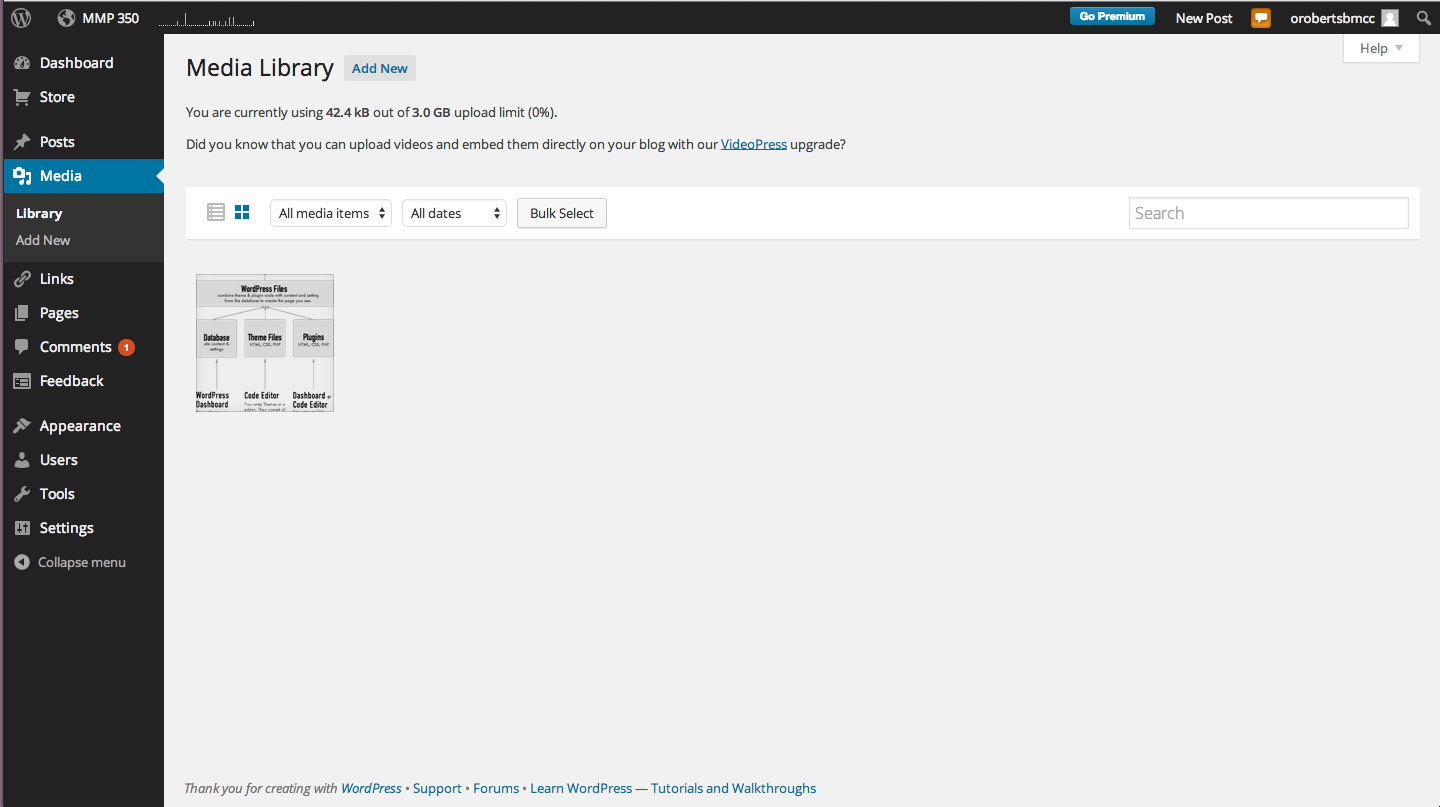 MMP 350
Go Premium
New Post
orobertsbmcc
Dashboard
Store
Posts
Media
Library
Add New
Links
Pages
Comments 1
Feedback
Appearance
Users
Tools
Settings
Collapse menu
Help
Media Library Add New
You are currently using 42.4 kB out of 3.0 GB upload limit (0%).
Did you know that you can upload videos and embed them directly on your blog with our VideoPress upgrade?
All media items All dates Bulk Select Search
WordPress Files
combine theme & plugin code with content and setting
from the database to create the page you see.
Database
site content &
settings
Theme Files
HTML, CSS, PHP
Plugins
HTML, CSS, PHP
WordPress
Dashboard
Code Editor
Dashboard or
Code Editor
Thank you for creating with WordPress • Support • Forums • Learn WordPress — Tutorials and Walkthroughs